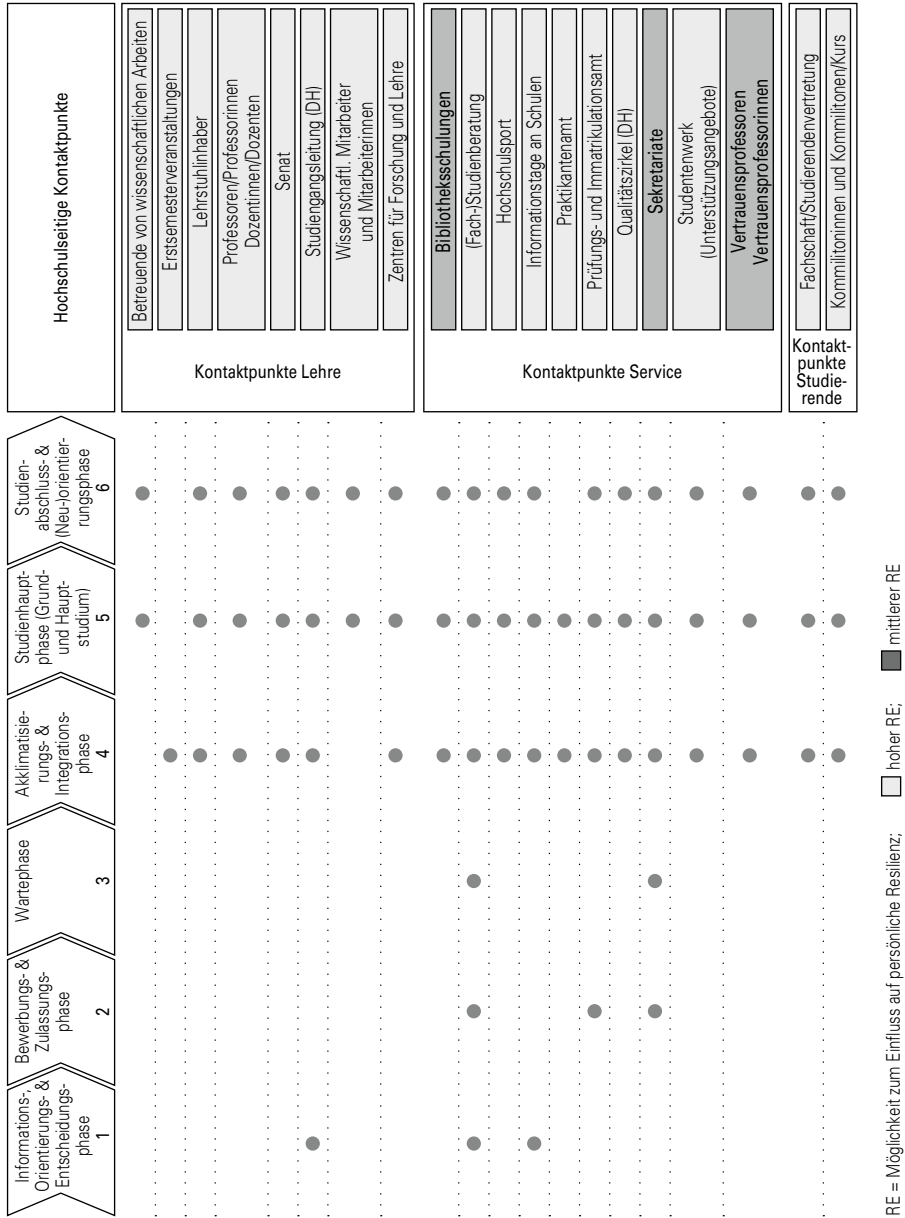 Hochschulseitige Kontaktpunkte
Informations-,
Orientierungs- &
Entscheidungs-
phase
1
Bewerbungs- &
Zulassungs-
phase
2
Wartephase
3
Akklimatisie-
rungs- &
Integrations-
phase
4
Studienhaupt-
phase (Grund-
und Haupt-
studium)
5
Studien-
abschluss- &
(Neu-)orientier-
rungsphase
6
Kontaktpunkte Lehre
Betreuende von wissenschaftlichen Arbeiten
Erstsemesterveranstaltungen
Lehrstuhlinhaber
Professoren/Professorinnen
Dozentinnen/Dozenten
Senat
Studiengangsleitung (DH)
Wissenschaftl. Mitarbeiter
und Mitarbeiterinnen
Zentren für Forschung und Lehre
Kontaktpunkte Service
Bibliotheksschulungen
(Fach-)Studienberatung
Hochschulsport
Informationstage an Schulen
Praktikantenamt
Prüfungs- und Immatrikulationsamt
Qualitätszirkel (DH)
Sekretariate
Studentenwerk
(Unterstützungsangebote)
Vertrauensprofessoren
Vertrauensprofessorinnen
Kontakt-
punkte
Studie-
rende
Fachschaft/Studierendenvertretung
Kommilitoninnen und Kommilitonen/Kurs
RE = Möglichkeit zum Einfluss auf persönliche Resilienz; hoher RE; mittlerer RE